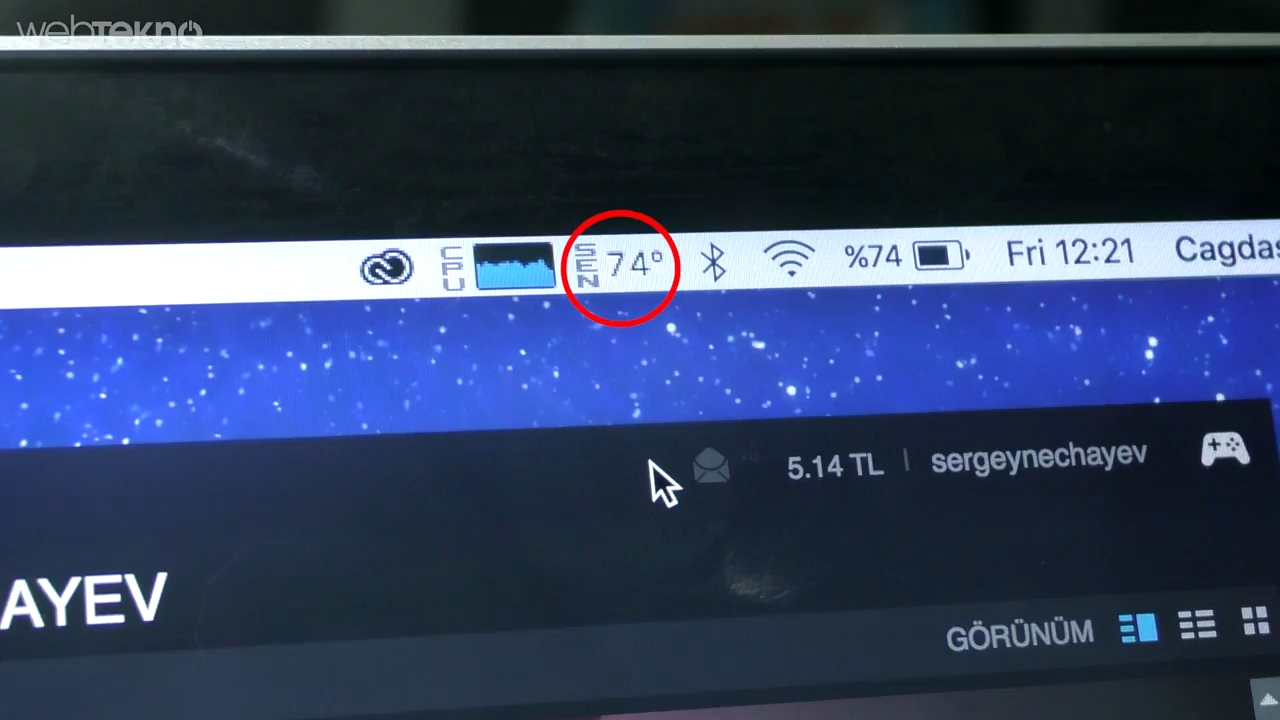 webtekno
CPU SEN 74° %74 Fri 12:21 Cagdas
5.14 TL | sergeynechayev
AYEV
GÖRÜNÜM